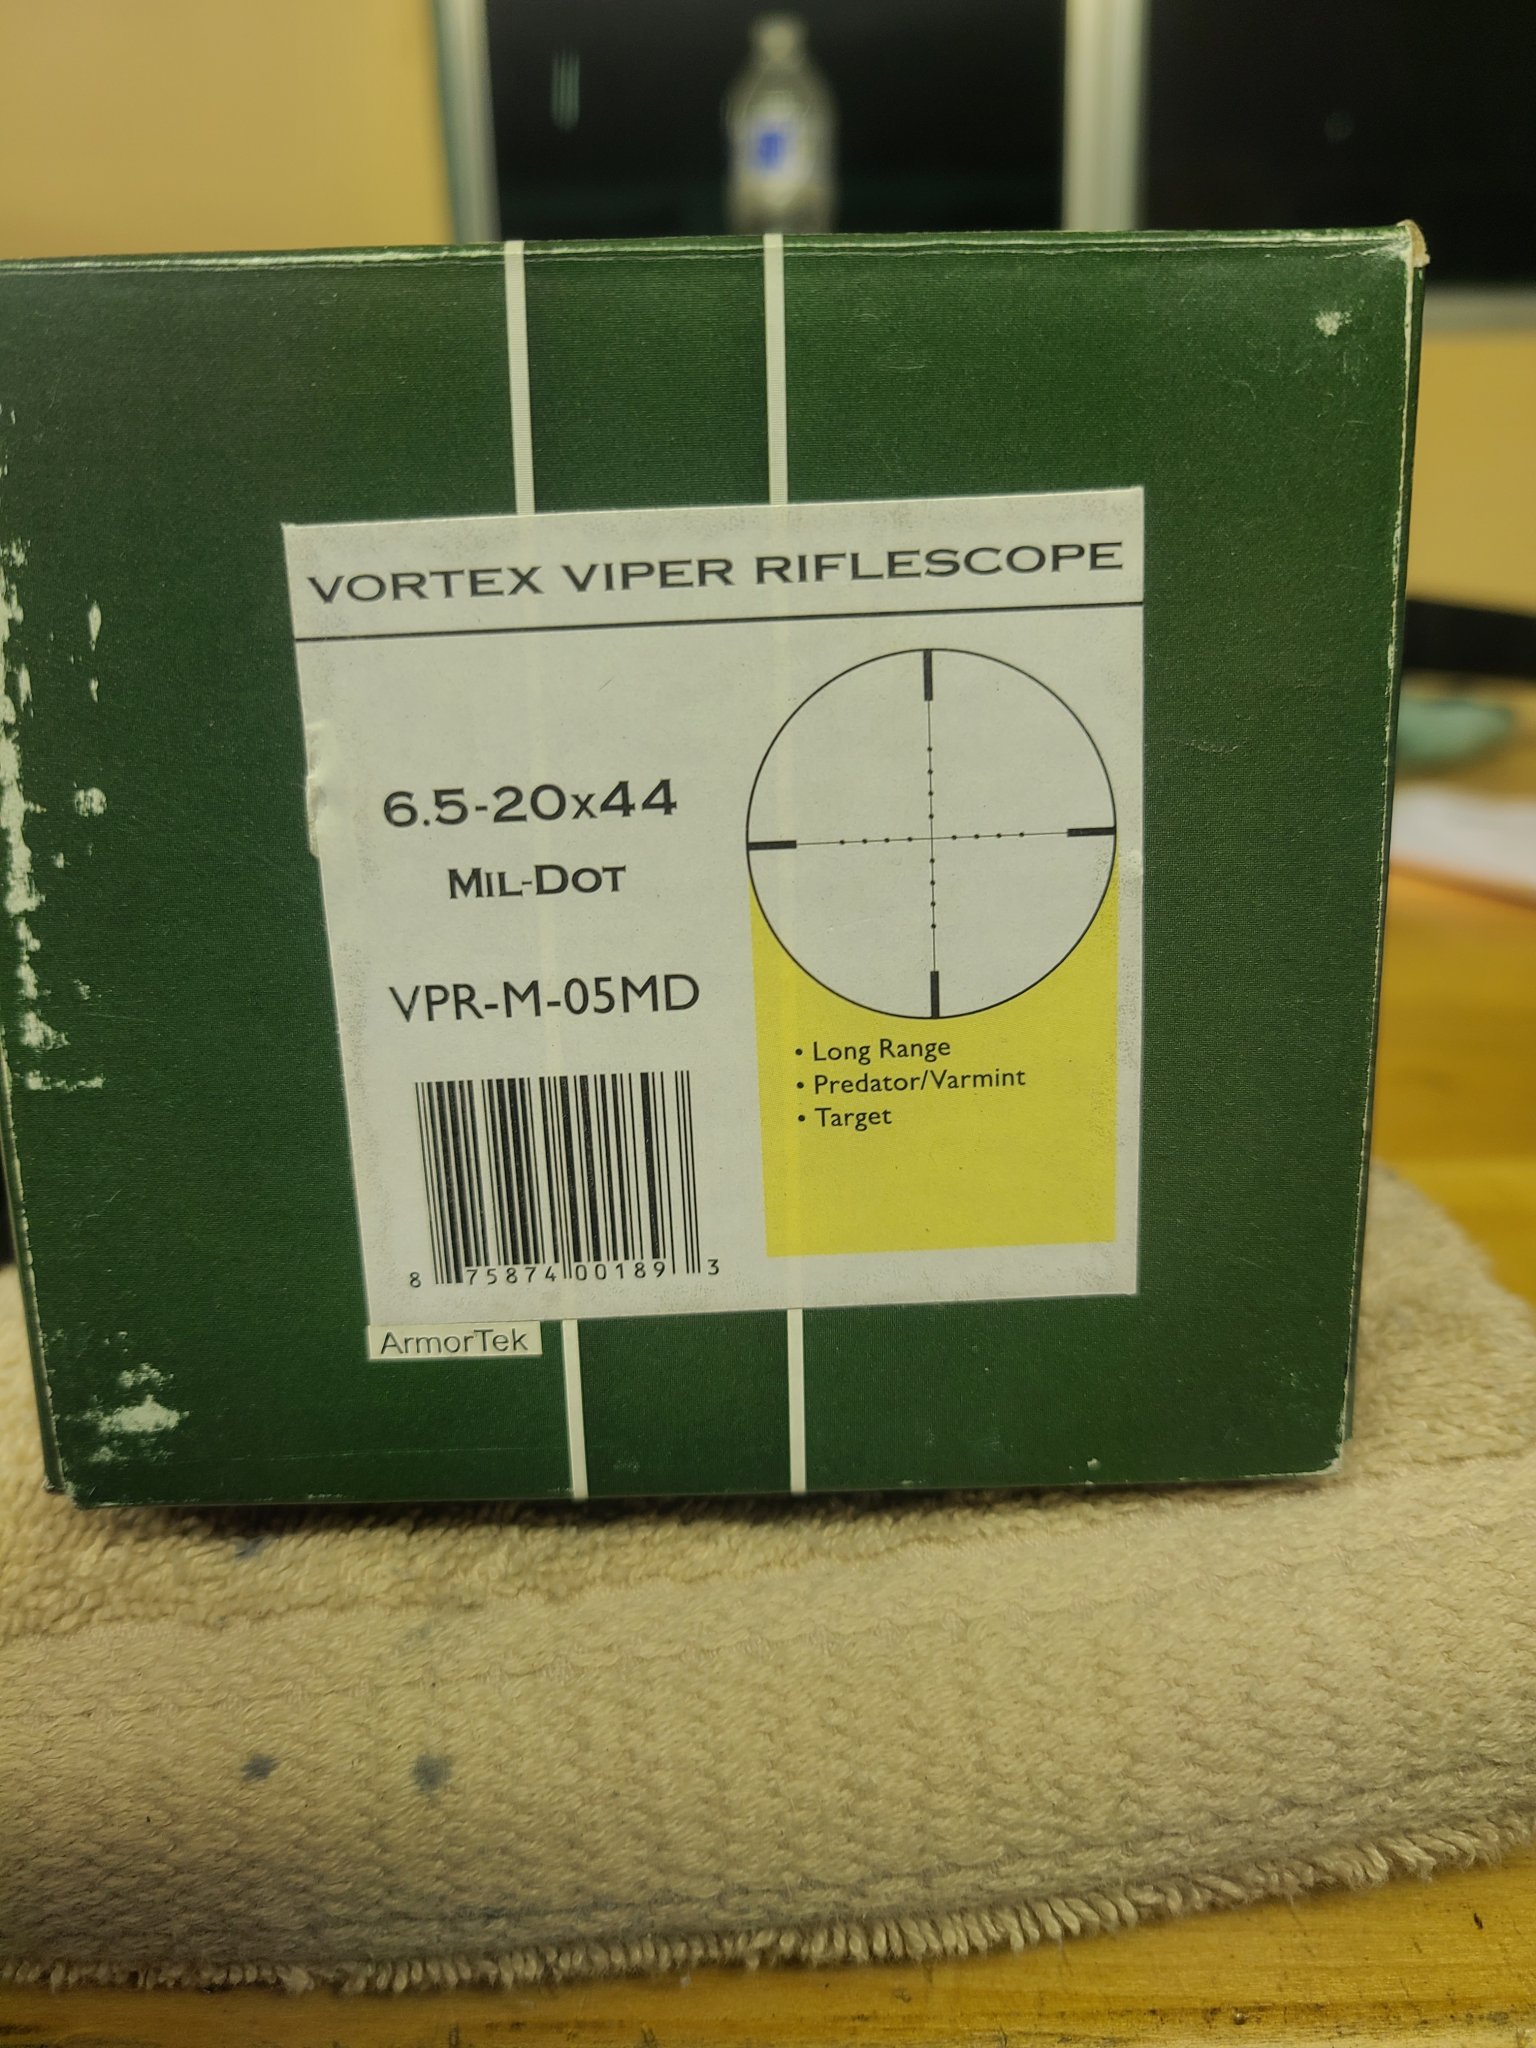 VORTEX VIPER RIFLESCOPE
6.5-20x44
MIL-DOT
VPR-M-05MD
• Long Range
• Predator/Varmint
• Target
8 75874 00189 3
ArmorTek